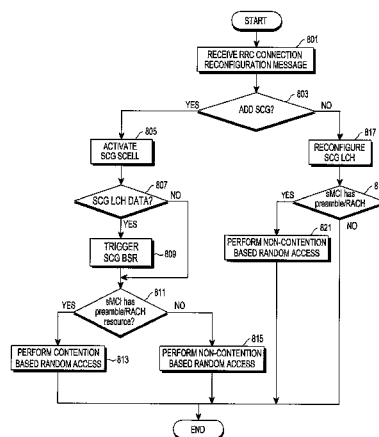 START
801
RECEIVE RRC CONNECTION
RECONFIGURATION MESSAGE
803
YES
ADD SCG?
NO
805
817
ACTIVATE
SCG SCELL
RECONFIGURE
SCG LCH
807
SCG LCH DATA?
NO
8
YES
sMCI has
preamble/RACH
YES
821
NO
TRIGGER
SCG BSR
809
PERFORM NON-CONTENTION
BASED RANDOM ACCESS
811
YES
sMCI has
preamble/RACH
resource?
NO
813
815
PERFORM CONTENTION
BASED RANDOM ACCESS
PERFORM NON-CONTENTION
BASED RANDOM ACCESS
END